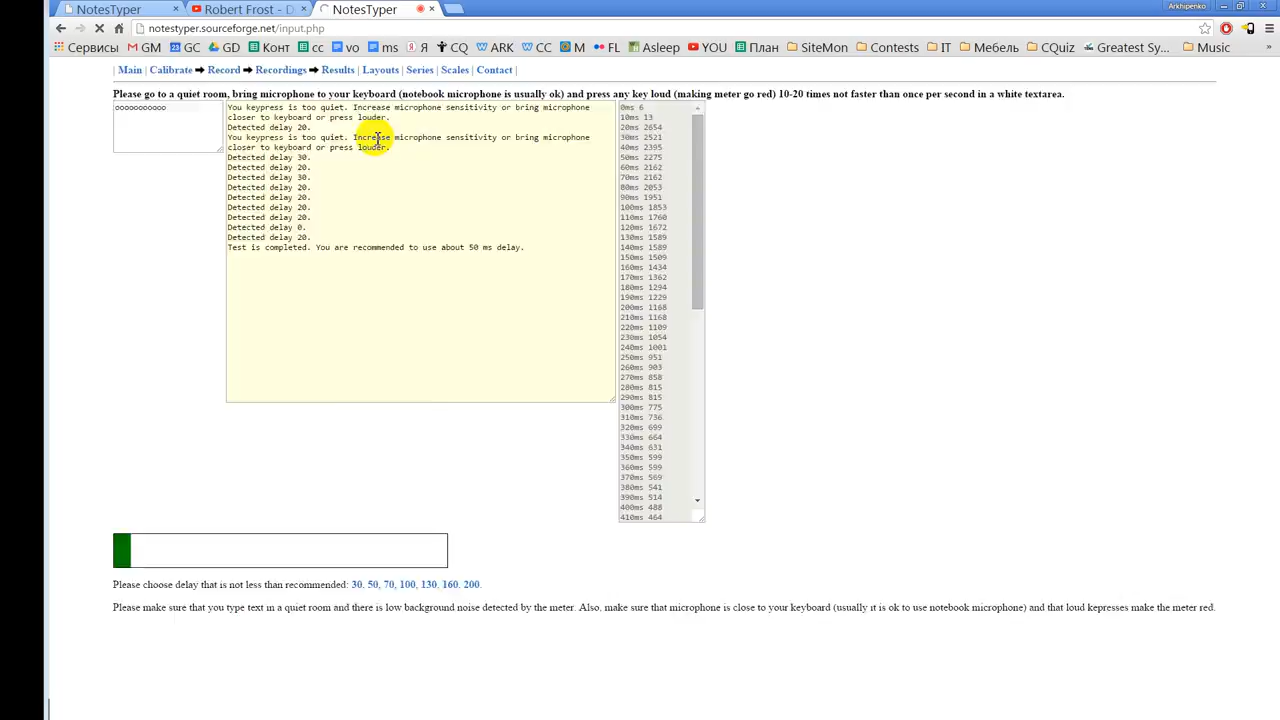 NotesTyper
Robert Frost - D
NotesTyper
Arkhipenko
notestyper.sourceforge.net/input.php
Сервисы GM GC GD Конт cc vo ms Я CQ ARK CC M FL Asleep YOU План SiteMon Contests IT Мебель CQuiz Greatest Sy... Music
| Main | Calibrate Record Recordings Results | Layouts | Series | Scales | Contact |
Please go to a quiet room, bring microphone to your keyboard (notebook microphone is usually ok) and press any key loud (making meter go red) 10-20 times not faster than once per second in a white textarea.
ooooooooooo
You keypress is too quiet. Increase microphone sensitivity or bring microphone
closer to keyboard or press louder.
Detected delay 20.
You keypress is too quiet. Increase microphone sensitivity or bring microphone
closer to keyboard or press louder.
Detected delay 30.
Detected delay 20.
Detected delay 30.
Detected delay 20.
Detected delay 20.
Detected delay 20.
Detected delay 20.
Detected delay 0.
Detected delay 20.
Test is completed. You are recommended to use about 50 ms delay.
0ms 6
10ms 13
20ms 2654
30ms 2521
40ms 2395
50ms 2275
60ms 2162
70ms 2162
80ms 2053
90ms 1951
100ms 1853
110ms 1760
120ms 1672
130ms 1589
140ms 1589
150ms 1509
160ms 1434
170ms 1362
180ms 1294
190ms 1229
200ms 1168
210ms 1168
220ms 1109
230ms 1054
240ms 1001
250ms 951
260ms 903
270ms 858
280ms 815
290ms 815
300ms 775
310ms 736
320ms 699
330ms 664
340ms 631
350ms 599
360ms 599
370ms 569
380ms 541
390ms 514
400ms 488
410ms 464
Please choose delay that is not less than recommended: 30, 50, 70, 100, 130, 160, 200.
Please make sure that you type text in a quiet room and there is low background noise detected by the meter. Also, make sure that microphone is close to your keyboard (usually it is ok to use notebook microphone) and that loud kepresses make the meter red.